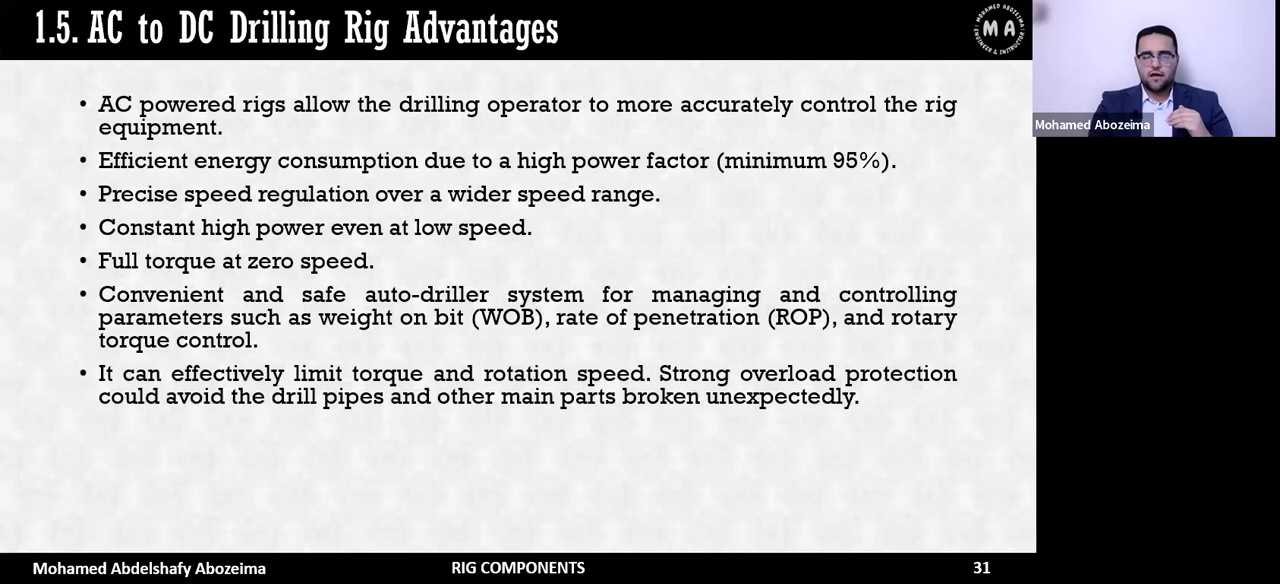 1.5. AC to DC Drilling Rig Advantages
MOHAMED ABOZEIMA
MA
ENGINEER & INSTRUCTOR
Mohamed Abozeima
• AC powered rigs allow the drilling operator to more accurately control the rig
equipment.
• Efficient energy consumption due to a high power factor (minimum 95%).
• Precise speed regulation over a wider speed range.
• Constant high power even at low speed.
• Full torque at zero speed.
• Convenient and safe auto-driller system for managing and controlling
parameters such as weight on bit (WOB), rate of penetration (ROP), and rotary
torque control.
• It can effectively limit torque and rotation speed. Strong overload protection
could avoid the drill pipes and other main parts broken unexpectedly.
Mohamed Abdelshafy Abozeima
RIG COMPONENTS
31